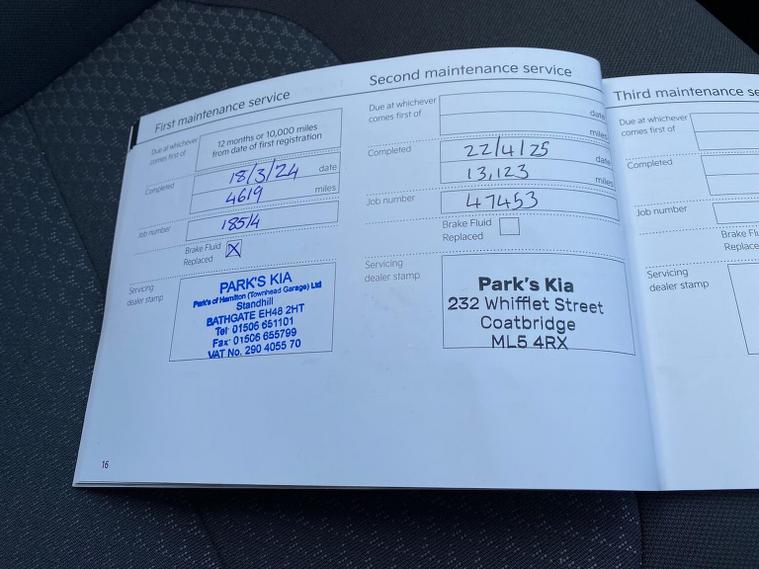 First maintenance service
Due at whichever
comes first of
12 months or 10,000 miles
from date of first registration
Completed
18/3/24 date
4619 miles
Job number
18514
Brake Fluid
Replaced
X
Servicing
dealer stamp
PARK'S KIA
Park's of Hamilton (Townhead Garage) Ltd
Standhill
BATHGATE EH48 2HT
Tel 01506 651101
Fax 01506 655799
VAT No. 290 4055 70
16
Second maintenance service
Due at whichever
comes first of
date
miles
Completed
22/4/25 date
13,123 miles
Job number
47453
Brake Fluid
Replaced
Servicing
dealer stamp
Park's Kia
232 Whifflet Street
Coatbridge
ML5 4RX
Third maintenance se
Due at whichever
comes first of
Completed
Job number
Brake Flu
Replace
Servicing
dealer stamp